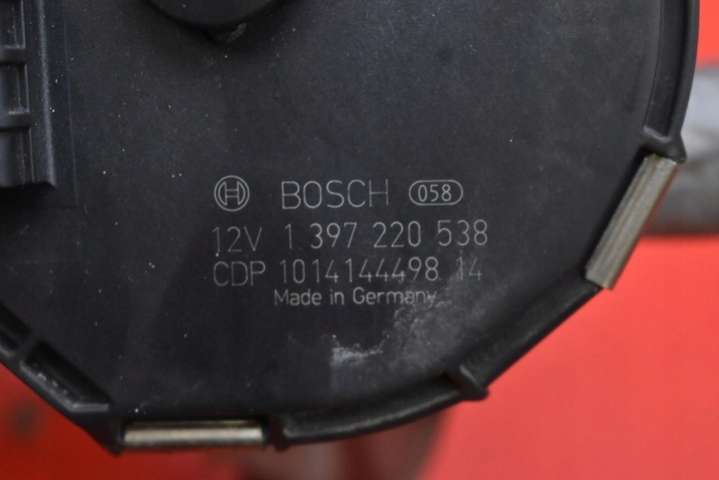 BOSCH 058
12V 1 397 220 538
CDP 1014144498 14
Made in Germany